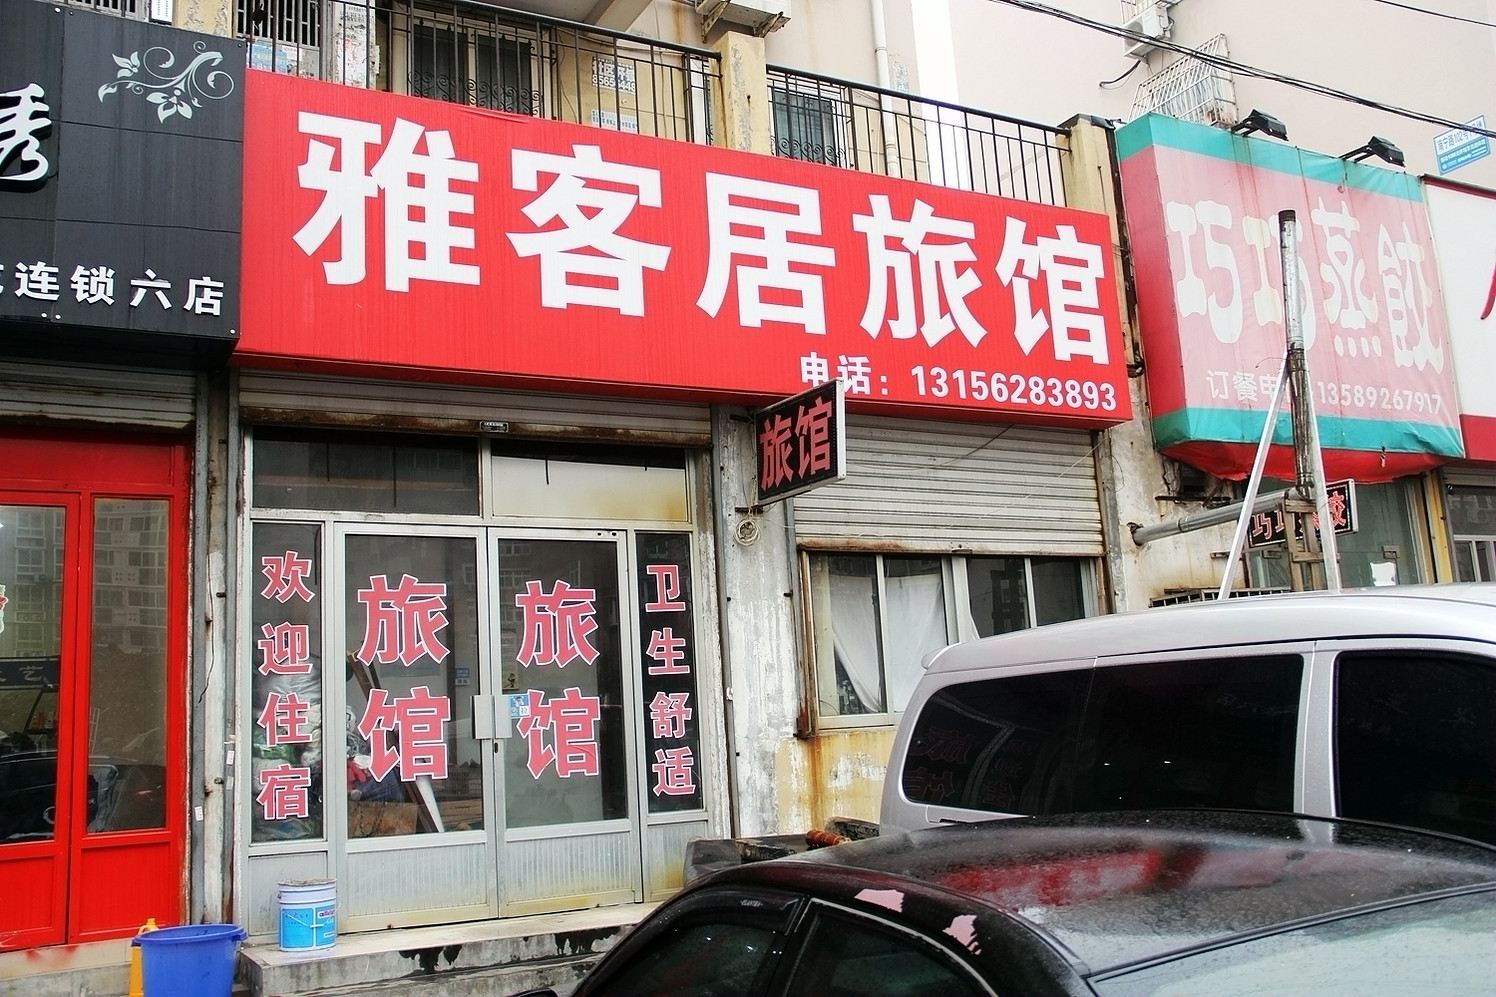 秀
连锁六店
雅客居旅馆
电话：13156283893
旅馆
欢迎住宿
旅馆
旅馆
卫生舒适
巧巧蒸饺
订餐电 13589267917